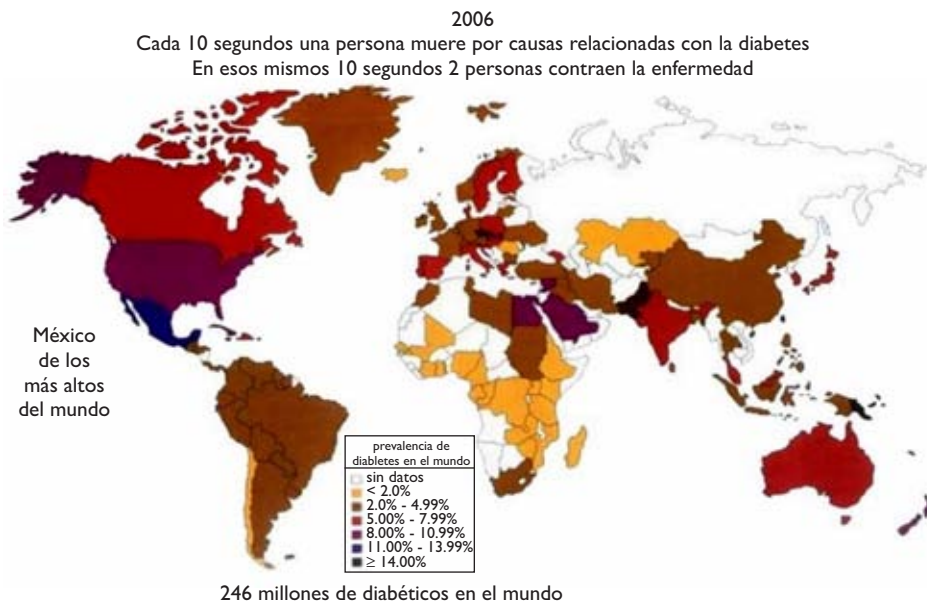 2006
Cada 10 segundos una persona muere por causas relacionadas con la diabetes
En esos mismos 10 segundos 2 personas contraen la enfermedad
México
de los
más altos
del mundo
prevalencia de
diabletes en el mundo
sin datos
< 2.0%
2.0% - 4.99%
5.00% - 7.99%
8.00% - 10.99%
11.00% - 13.99%
≥ 14.00%
246 millones de diabéticos en el mundo